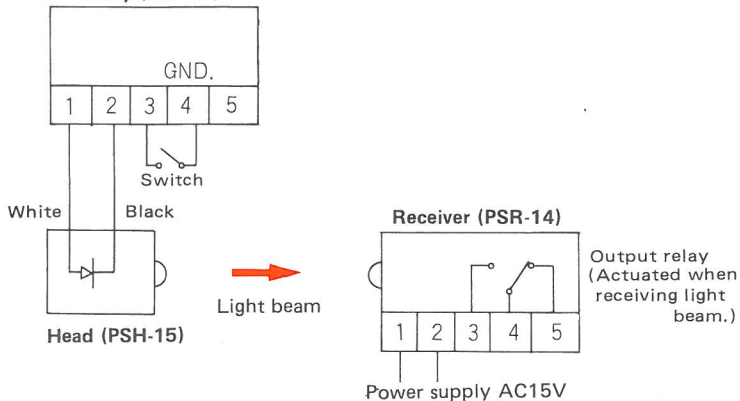 GND.
1 2 3 4 5
Switch
White Black
Receiver (PSR-14)
Output relay
(Actuated when
receiving light
beam.)
Light beam
Head (PSH-15)
1 2 3 4 5
Power supply AC15V